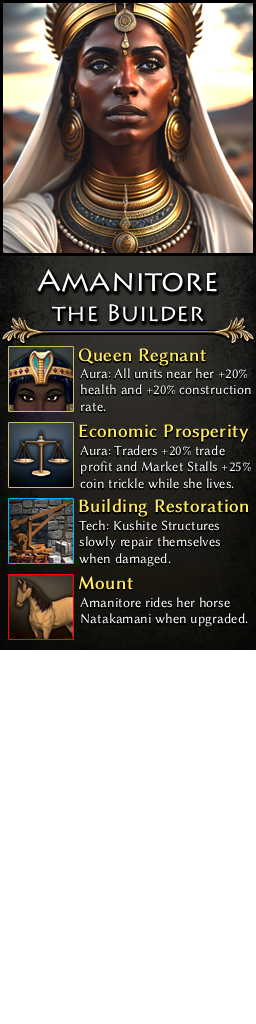 Amanitore
the Builder
Queen Regnant
Aura: All units near her +20%
health and +20% construction
rate.
Economic Prosperity
Aura: Traders +20% trade
profit and Market Stalls +25%
coin trickle while she lives.
Building Restoration
Tech: Kushite Structures
slowly repair themselves
when damaged.
Mount
Amanitore rides her horse
Natakamani when upgraded.